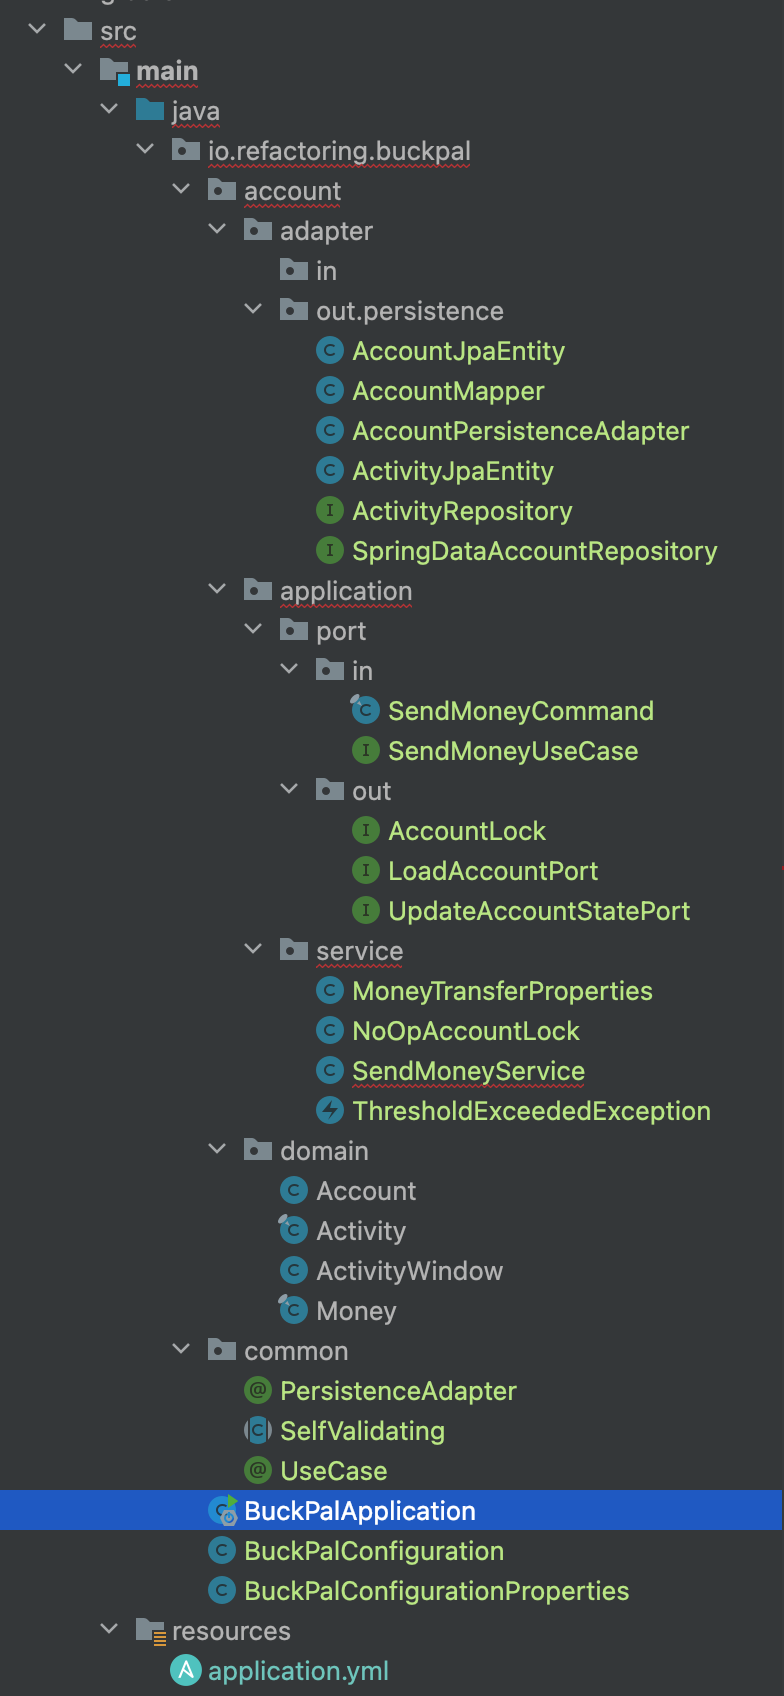 src
main
java
io.refactoring.buckpal
account
adapter
in
out.persistence
AccountJpaEntity
AccountMapper
AccountPersistenceAdapter
ActivityJpaEntity
ActivityRepository
SpringDataAccountRepository
application
port
in
SendMoneyCommand
SendMoneyUseCase
out
AccountLock
LoadAccountPort
UpdateAccountStatePort
service
MoneyTransferProperties
NoOpAccountLock
SendMoneyService
ThresholdExceededException
domain
Account
Activity
ActivityWindow
Money
common
PersistenceAdapter
SelfValidating
UseCase
BuckPalApplication
BuckPalConfiguration
BuckPalConfigurationProperties
resources
application.yml